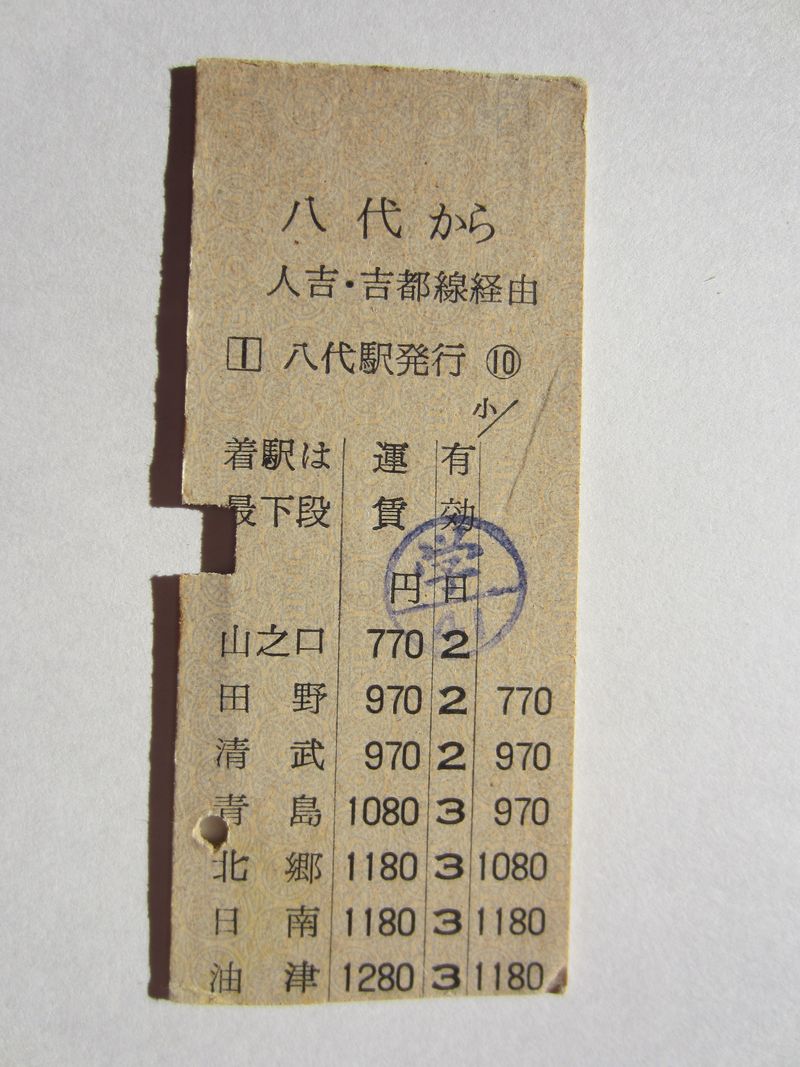 八代から
人吉・吉都線経由
1 八代駅発行 ⑩
小
着駅は 運 有
最下段 賃 効
円 日
山之口 770 2
田野 970 2 770
清武 970 2 970
青島 1080 3 970
北郷 1180 3 1080
日南 1180 3 1180
油津 1280 3 1180